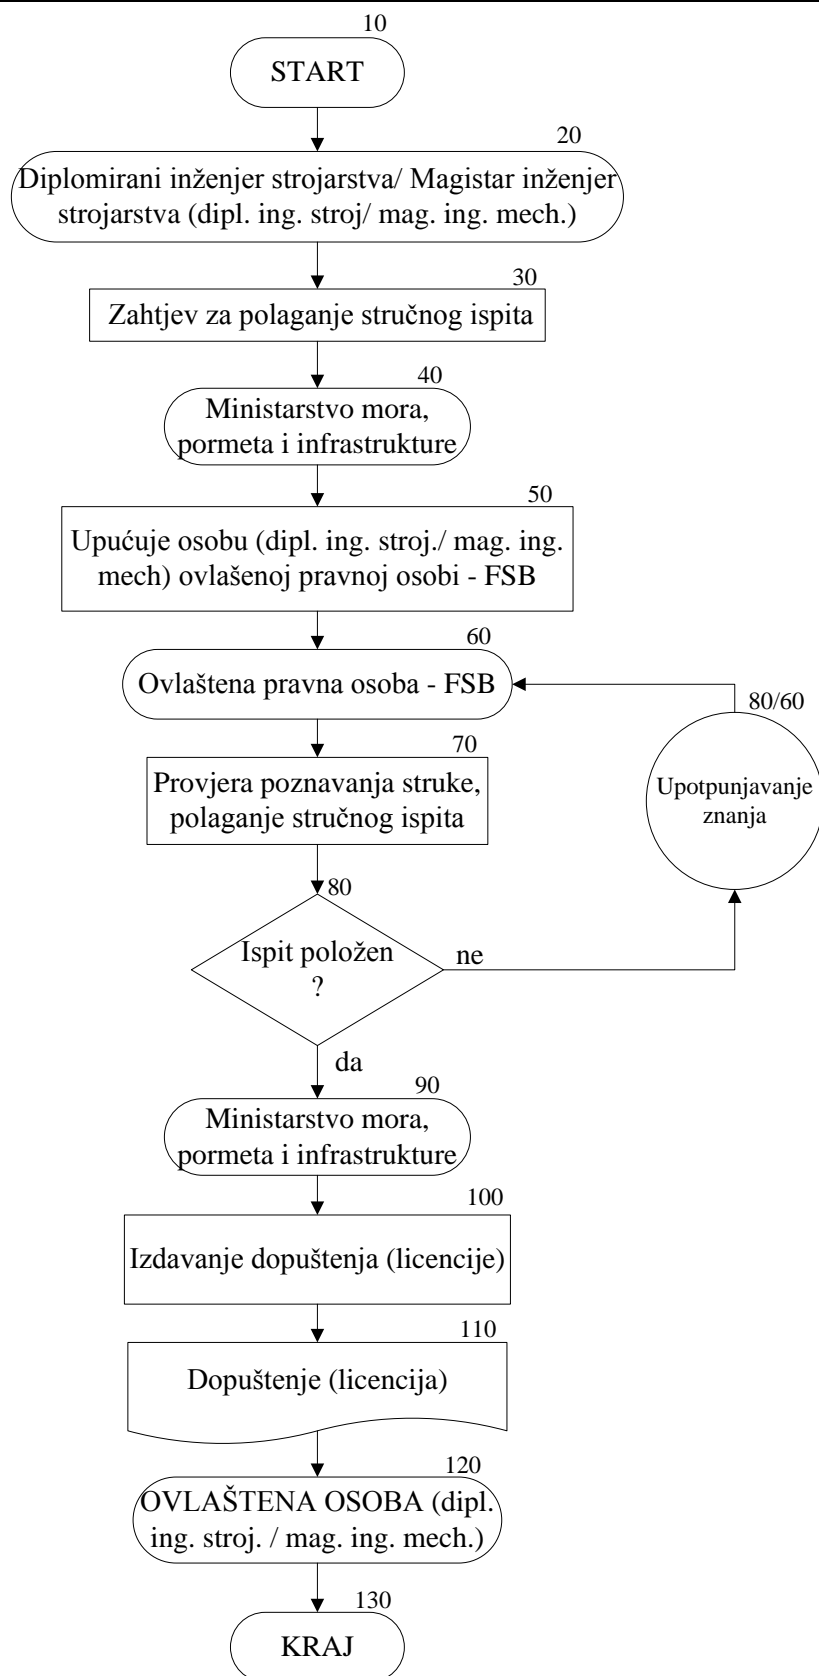 10
START
20
Diplomirani inženjer strojarstva/ Magistar inženjer
strojarstva (dipl. ing. stroj/ mag. ing. mech.)
30
Zahtjev za polaganje stručnog ispita
40
Ministarstvo mora,
pormeta i infrastrukture
50
Upućuje osobu (dipl. ing. stroj./ mag. ing.
mech) ovlašenoj pravnoj osobi - FSB
60
Ovlaštena pravna osoba - FSB
80/60
Upotpunjavanje
znanja
70
Provjera poznavanja struke,
polaganje stručnog ispita
80
Ispit položen
?
ne
da
90
Ministarstvo mora,
pormeta i infrastrukture
100
Izdavanje dopuštenja (licencije)
110
Dopuštenje (licencija)
120
OVLAŠTENA OSOBA (dipl.
ing. stroj. / mag. ing. mech.)
130
KRAJ